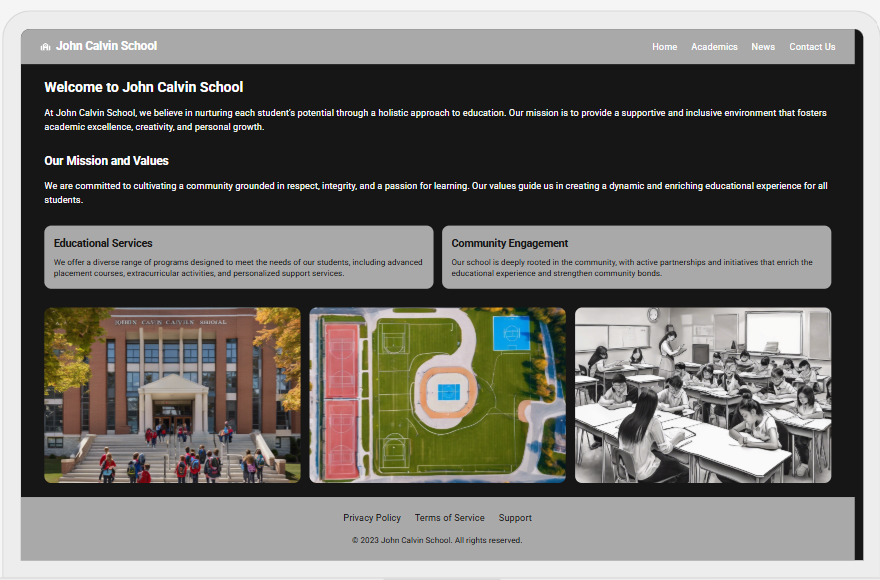 John Calvin School
Home Academics News Contact Us
Welcome to John Calvin School
At John Calvin School, we believe in nurturing each student's potential through a holistic approach to education. Our mission is to provide a supportive and inclusive environment that fosters
academic excellence, creativity, and personal growth.
Our Mission and Values
We are committed to cultivating a community grounded in respect, integrity, and a passion for learning. Our values guide us in creating a dynamic and enriching educational experience for all
students.
Educational Services
We offer a diverse range of programs designed to meet the needs of our students, including advanced
placement courses, extracurricular activities, and personalized support services.
Community Engagement
Our school is deeply rooted in the community, with active partnerships and initiatives that enrich the
educational experience and strengthen community bonds.
Privacy Policy Terms of Service Support
© 2023 John Calvin School. All rights reserved.